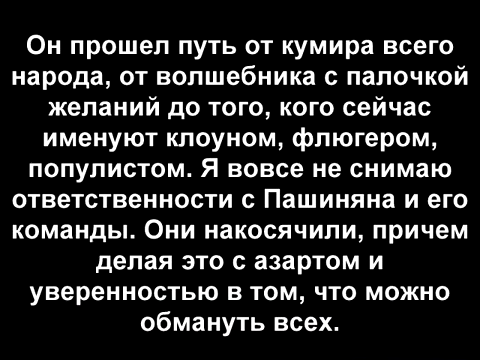 Он прошел путь от кумира всего
народа, от волшебника с палочкой
желаний до того, кого сейчас
именуют клоуном, флюгером,
популистом. Я вовсе не снимаю
ответственности с Пашиняна и его
команды. Они накосячили, причем
делая это с азартом и
уверенностью в том, что можно
обмануть всех.